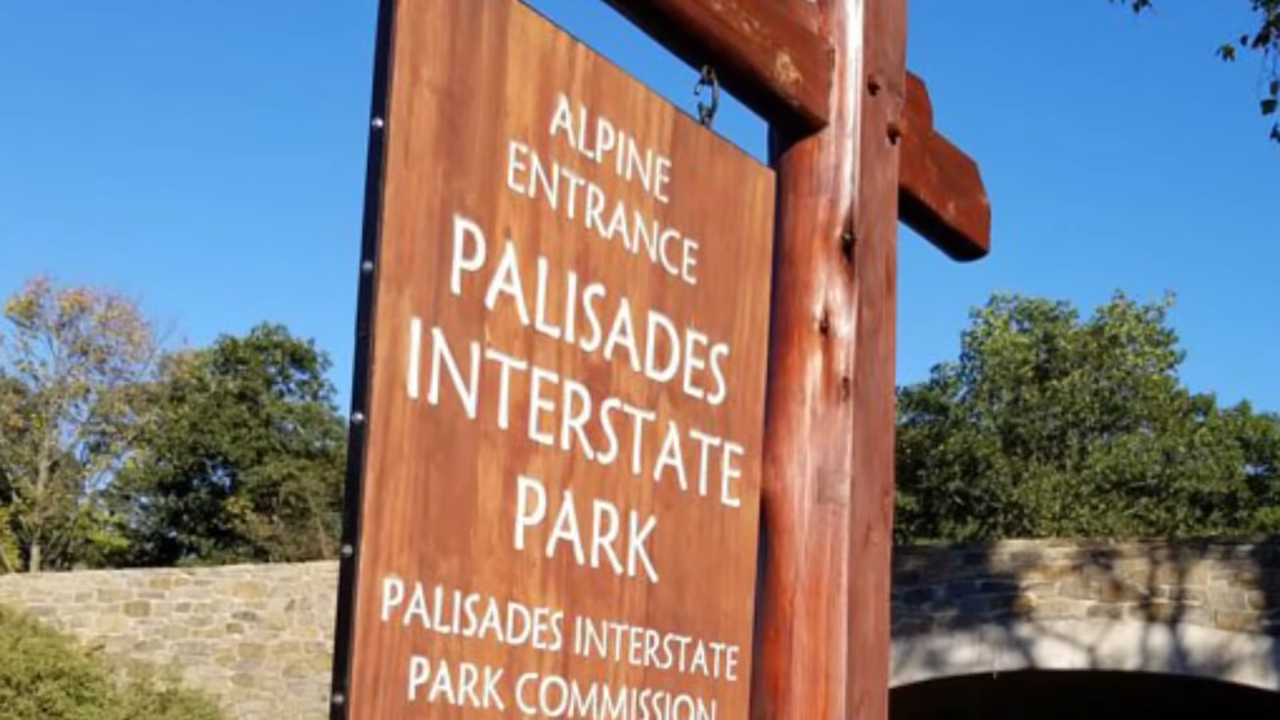 ALPINE
ENTRANCE
PALISADES
INTERSTATE
PARK
PALISADES INTERSTATE
PARK COMMISSION